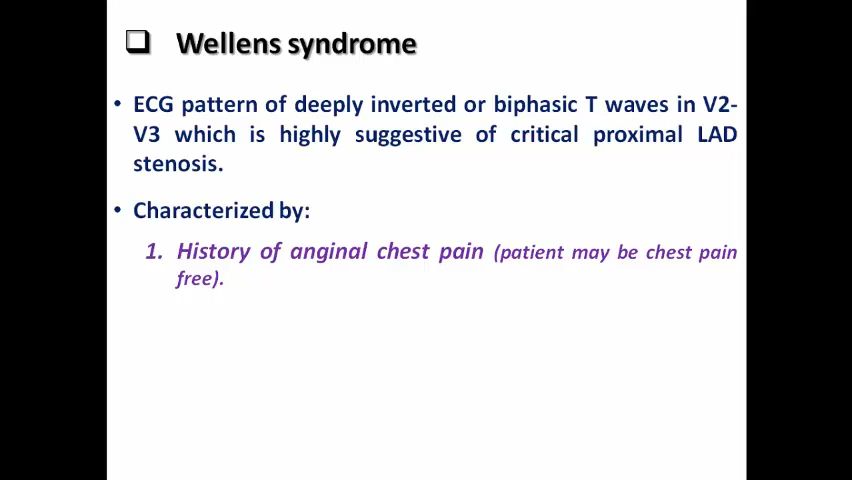 ❑ Wellens syndrome
• ECG pattern of deeply inverted or biphasic T waves in V2-
V3 which is highly suggestive of critical proximal LAD
stenosis.
• Characterized by:
1. History of anginal chest pain (patient may be chest pain
free).